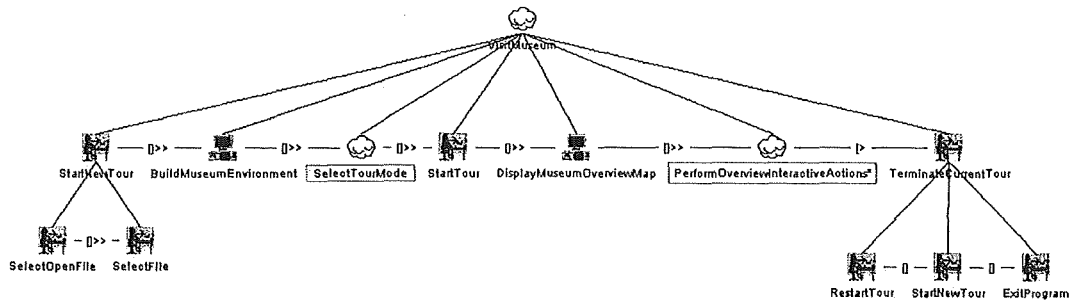 VisitMuseum
[]>> []>> []>> []>> []>> [>
StartNewTour BuildMuseumEnvironment SelectTourMode StartTour DisplayMuseumOverviewMap PerformOverviewInteractiveActions* TerminateCurrentTour
[]>> [] []
SelectOpenFile SelectFile RestartTour StartNewTour ExitProgram